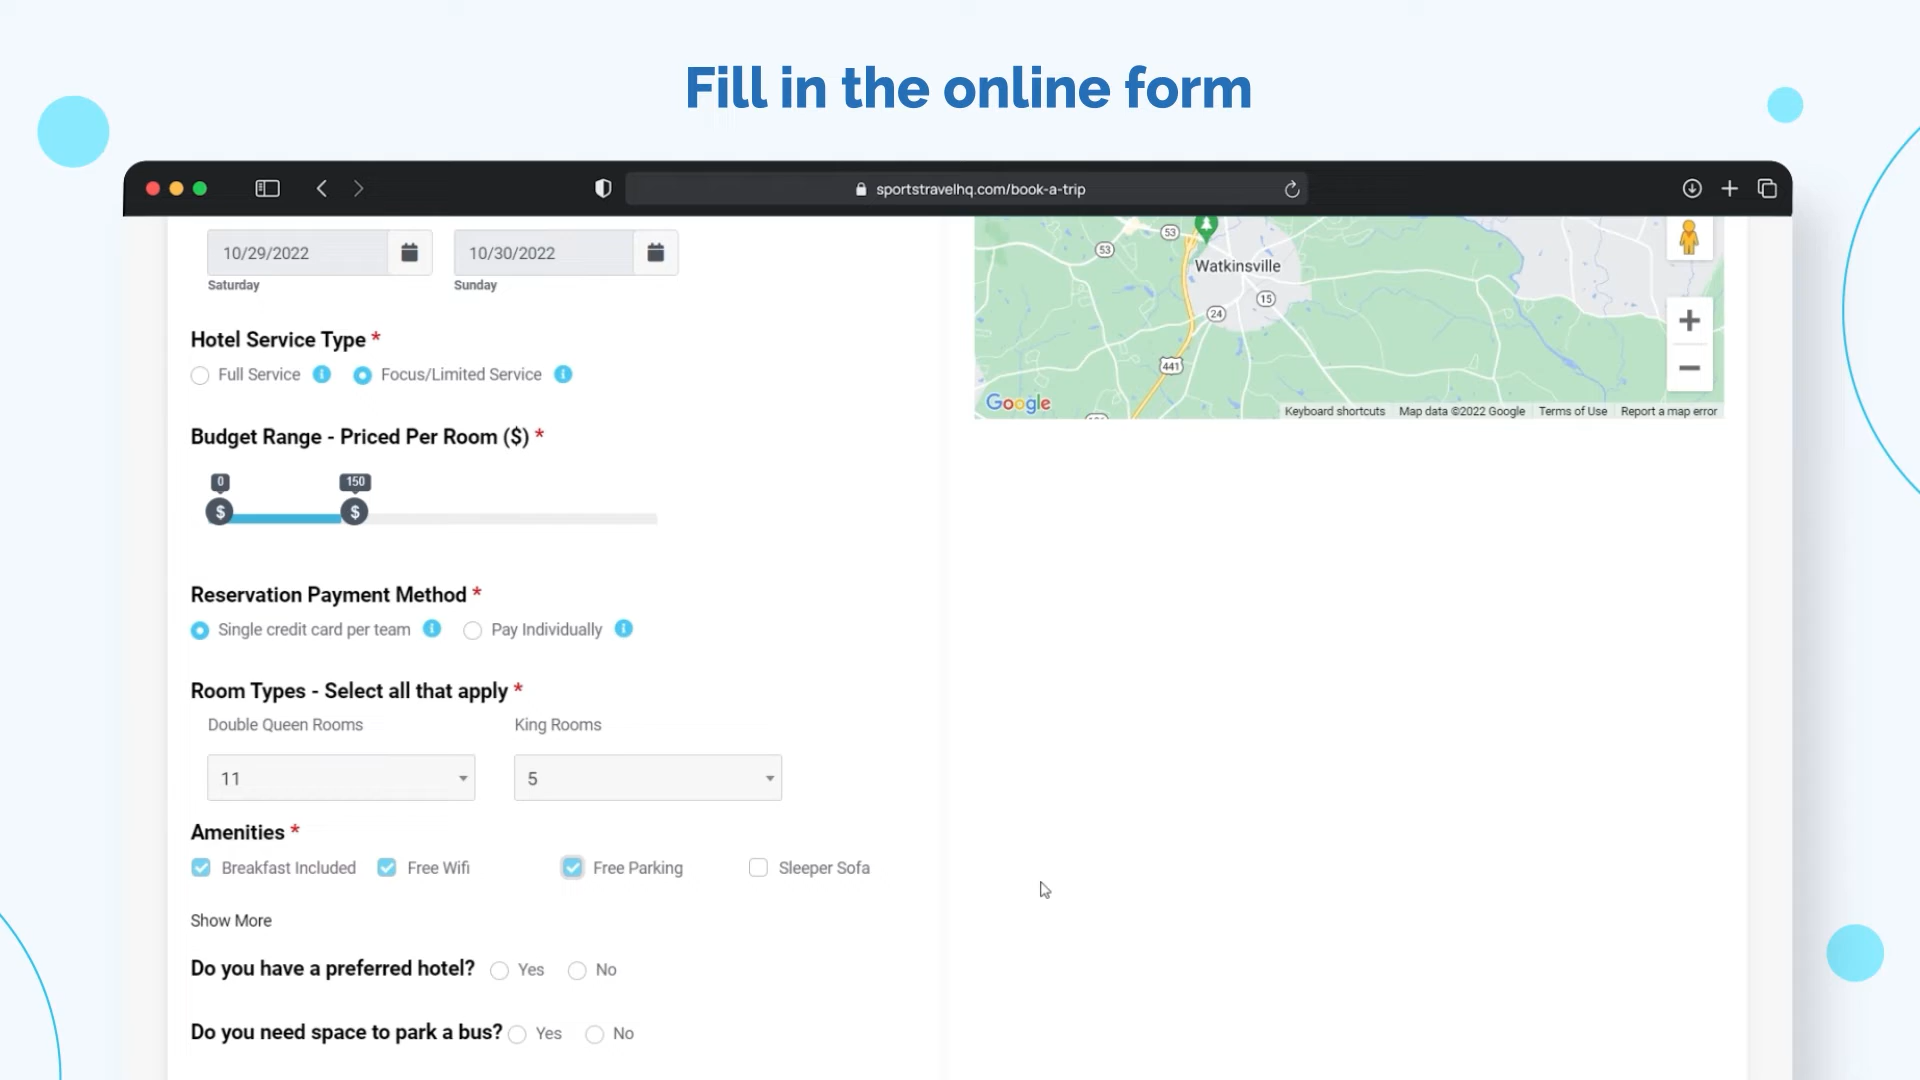 Fill in the online form
sportstravelhq.com/book-a-trip
10/29/2022
10/30/2022
Saturday
Sunday
Hotel Service Type *
Full Service
Focus/Limited Service
Budget Range - Priced Per Room ($) *
0
150
$
$
Reservation Payment Method *
Single credit card per team
Pay Individually
Room Types - Select all that apply *
Double Queen Rooms
King Rooms
11
5
Amenities *
Breakfast Included
Free Wifi
Free Parking
Sleeper Sofa
Show More
Do you have a preferred hotel?
Yes
No
Do you need space to park a bus?
Yes
No
53
53
Watkinsville
15
24
441
Google
Keyboard shortcuts
Map data ©2022 Google
Terms of Use
Report a map error